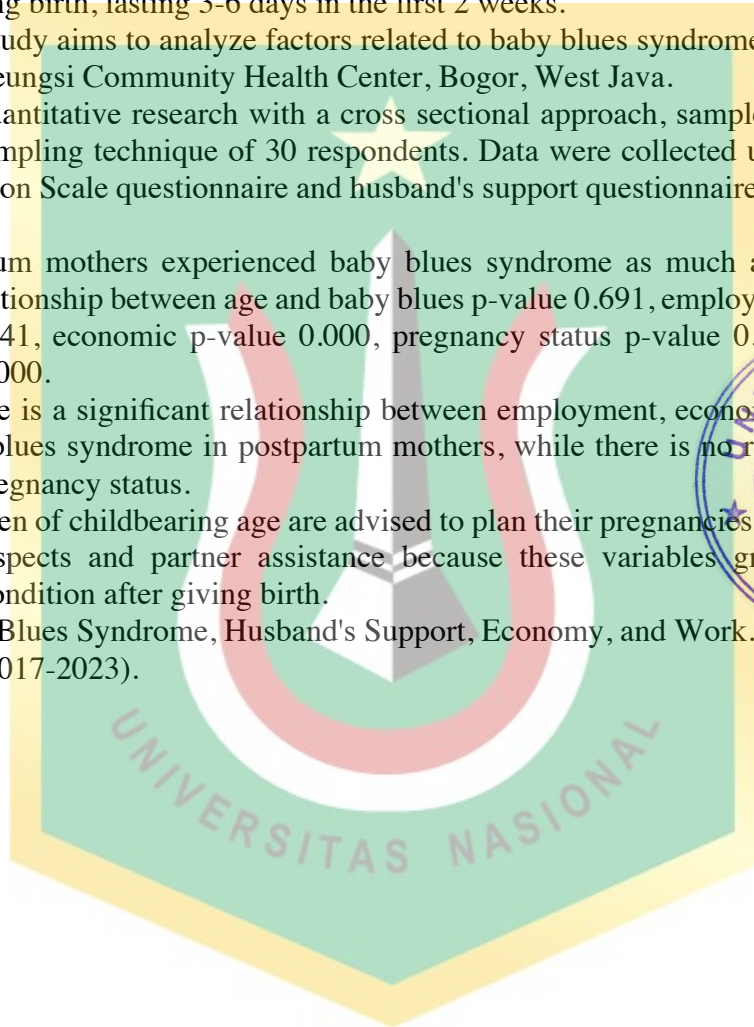 ng birth, lasting 3-6 days in the first 2 weeks.
udy aims to analyze factors related to baby blues syndrome
eungsi Community Health Center, Bogor, West Java.
antitative research with a cross sectional approach, sampl
mpling technique of 30 respondents. Data were collected u
on Scale questionnaire and husband's support questionnaire
um mothers experienced baby blues syndrome as much a
tionship between age and baby blues p-value 0.691, employ
41, economic p-value 0.000, pregnancy status p-value 0.
000.
e is a significant relationship between employment, econo
blues syndrome in postpartum mothers, while there is no r
egnancy status.
en of childbearing age are advised to plan their pregnancies
spects and partner assistance because these variables g
ondition after giving birth.
Blues Syndrome, Husband's Support, Economy, and Work.
017-2023).
UNIVERSITAS NASIONAL